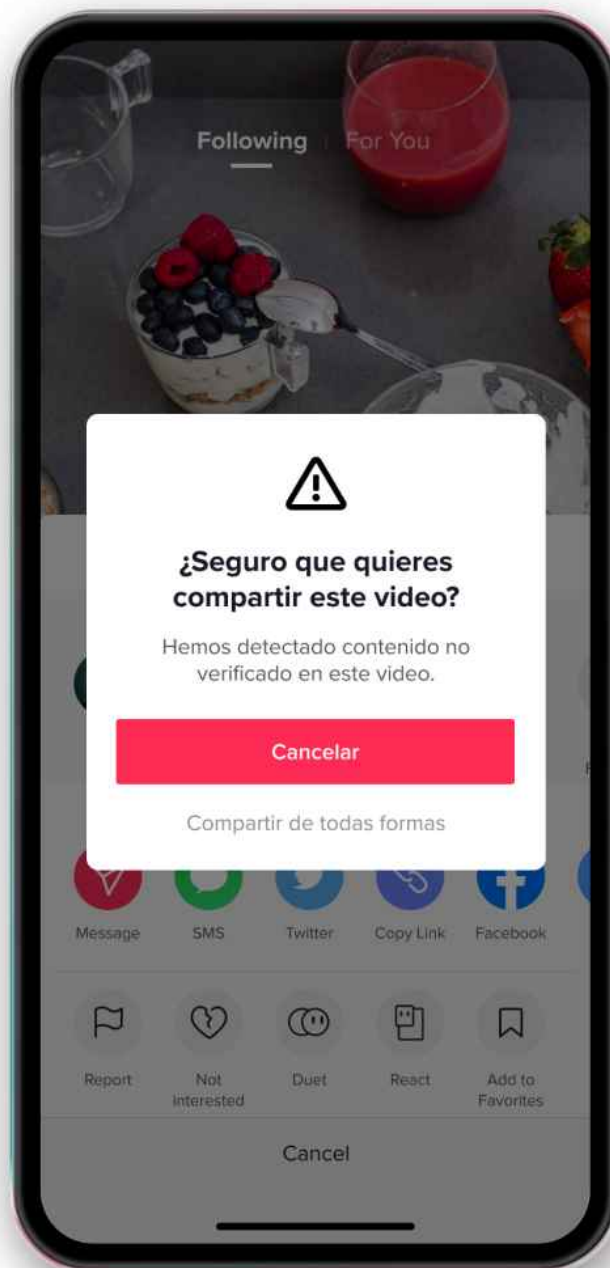 Following For You
¿Seguro que quieres
compartir este video?
Hemos detectado contenido no
verificado en este video.
Cancelar
Compartir de todas formas
Message SMS Twitter Copy Link Facebook
Report Not Duet React Add to
Interested Favorites
Cancel